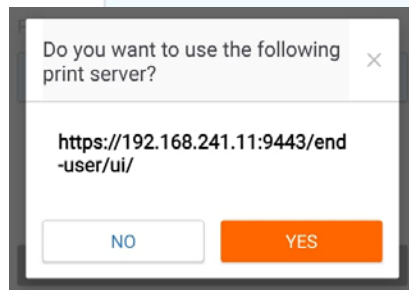 Do you want to use the following
print server?
https://192.168.241.11:9443/end
-user/ui/
NO
YES